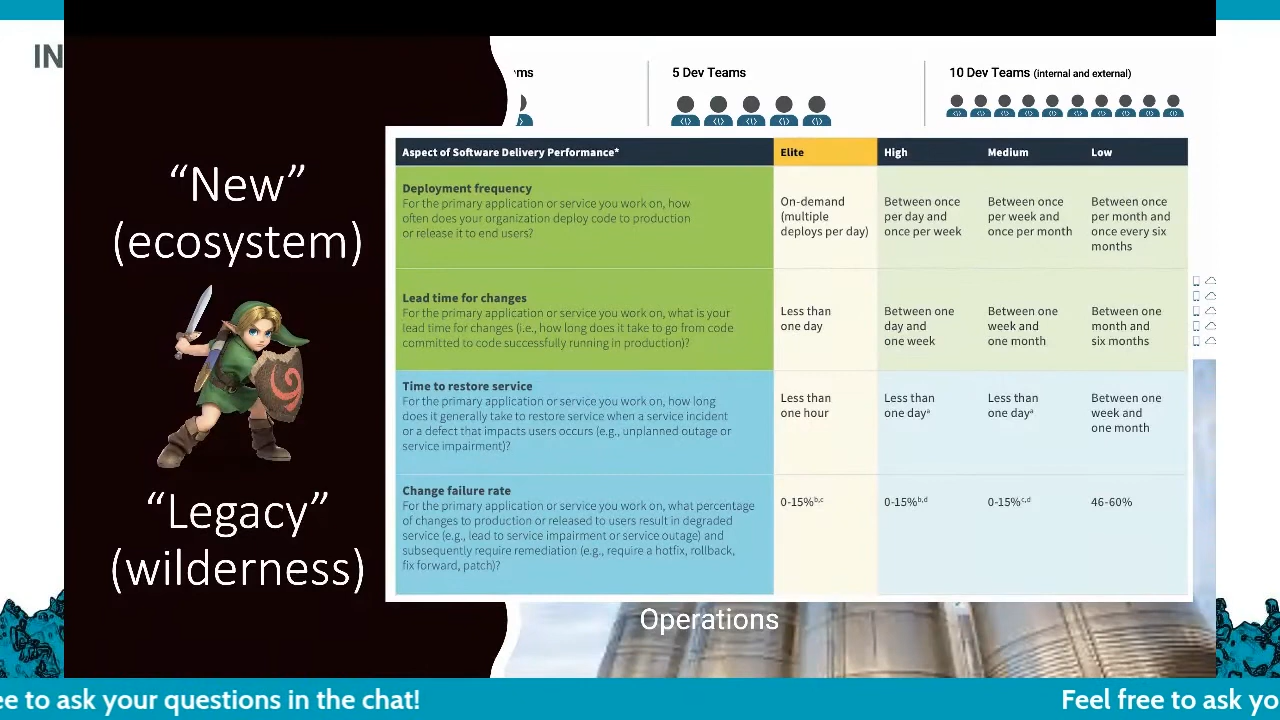 IN
ms
5 Dev Teams
10 Dev Teams (internal and external)
“New”
(ecosystem)
“Legacy”
(wilderness)
Aspect of Software Delivery Performance* Elite High Medium Low
Deployment frequency
For the primary application or service you work on, how
often does your organization deploy code to production
or release it to end users?
On-demand
(multiple
deploys per day)
Between once
per day and
once per week
Between once
per week and
once per month
Between once
per month and
once every six
months
Lead time for changes
For the primary application or service you work on, what is your
lead time for changes (i.e., how long does it take to go from code
committed to code successfully running in production)?
Less than
one day
Between one
day and
one week
Between one
week and
one month
Between one
month and
six months
Time to restore service
For the primary application or service you work on, how long
does it generally take to restore service when a service incident
or a defect that impacts users occurs (e.g., unplanned outage or
service impairment)?
Less than
one hour
Less than
one dayᵃ
Less than
one dayᵃ
Between one
week and
one month
Change failure rate
For the primary application or service you work on, what percentage
of changes to production or released to users result in degraded
service (e.g., lead to service impairment or service outage) and
subsequently require remediation (e.g., require a hotfix, rollback,
fix forward, patch)?
0-15%ᵇ,ᶜ
0-15%ᵇ,ᵈ
0-15%ᶜ,ᵈ
46-60%
Operations
ee to ask your questions in the chat!
Feel free to ask yo